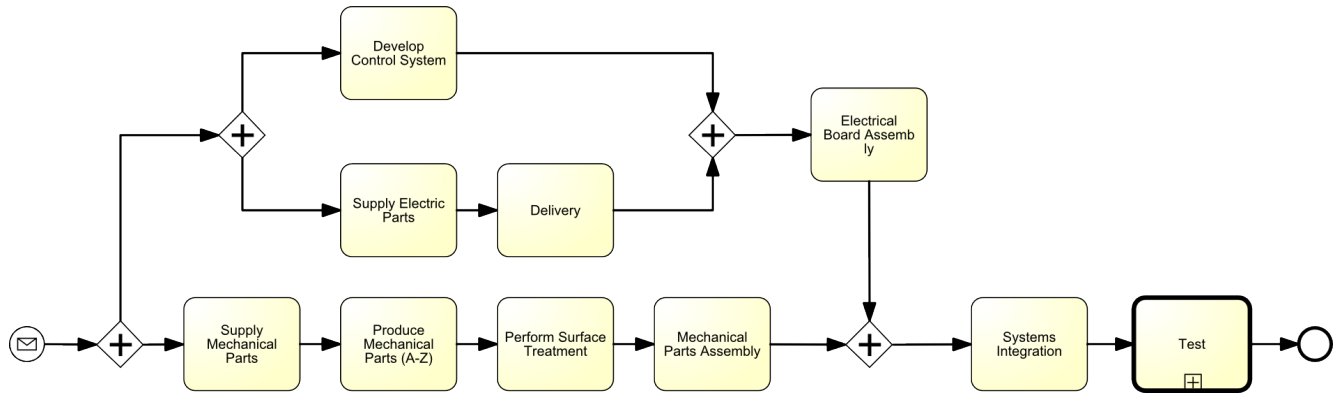 Develop
Control System
Electrical
Board Assemb
ly
Supply Electric
Parts
Delivery
Supply
Mechanical
Parts
Produce
Mechanical
Parts (A-Z)
Perform Surface
Treatment
Mechanical
Parts Assembly
Systems
Integration
Test